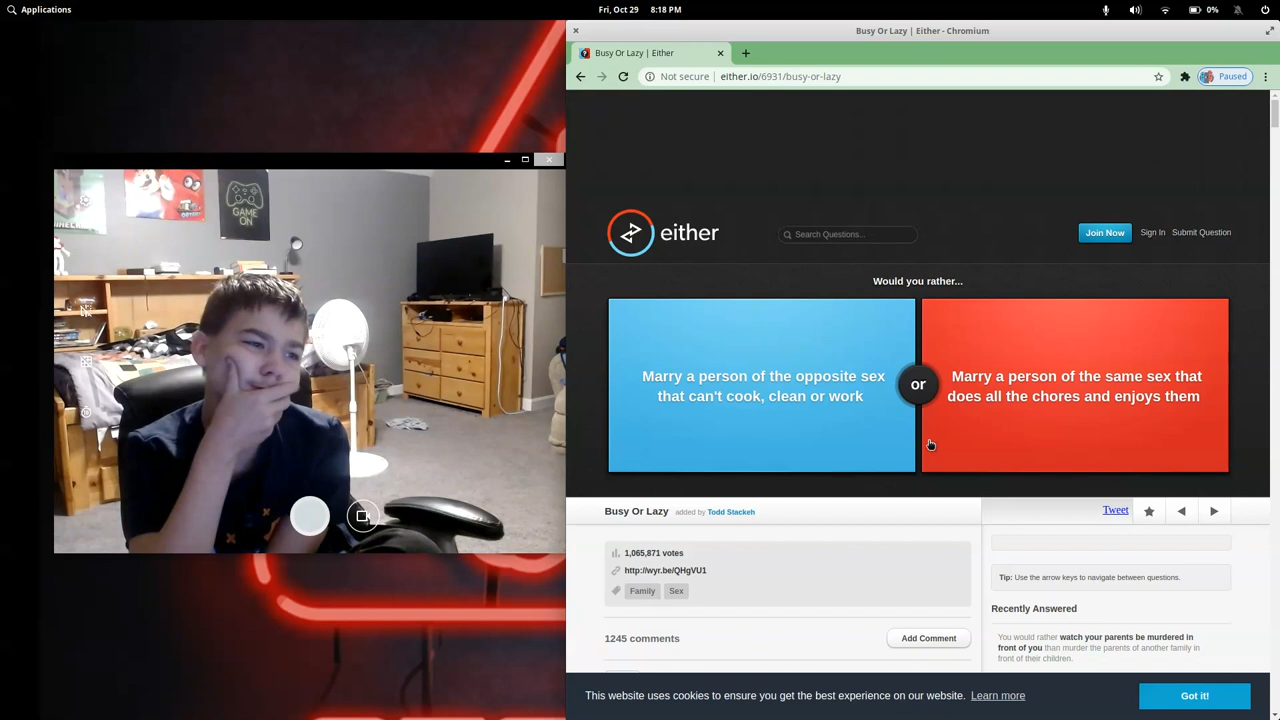 Applications
Fri, Oct 29 8:18 PM
0%
Busy Or Lazy | Either - Chromium
Busy Or Lazy | Either
Not secure
either.io/6931/busy-or-lazy
Paused
GAME
ON
either
Search Questions...
Join Now
Sign In
Submit Question
Would you rather...
Marry a person of the opposite sex
that can't cook, clean or work
or
Marry a person of the same sex that
does all the chores and enjoys them
Busy Or Lazy added by Todd Stackeh
Tweet
1,065,871 votes
http://wyr.be/QHgVU1
Family
Sex
Tip: Use the arrow keys to navigate between questions.
Recently Answered
1245 comments
Add Comment
You would rather watch your parents be murdered in
front of you than murder the parents of another family in
front of their children.
This website uses cookies to ensure you get the best experience on our website. Learn more
Got it!